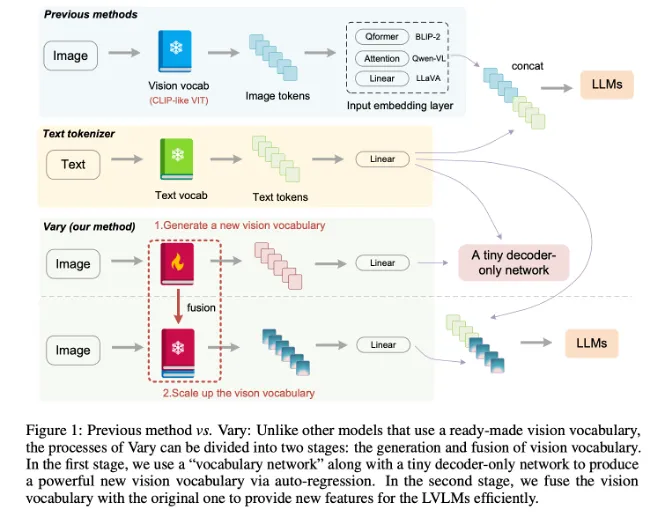 Previous methods
Image
Vision vocab
(CLIP-like VIT)
Image tokens
Qformer BLIP-2
Attention Qwen-VL
Linear LLaVA
Input embedding layer
concat
LLMs
Text tokenizer
Text
Text vocab
Text tokens
Linear
Vary (our method)
1.Generate a new vision vocabulary
Image
Linear
A tiny decoder-
only network
fusion
Image
Linear
LLMs
2.Scale up the vison vocabulary
Figure 1: Previous method vs. Vary: Unlike other models that use a ready-made vision vocabulary,
the processes of Vary can be divided into two stages: the generation and fusion of vision vocabulary.
In the first stage, we use a “vocabulary network” along with a tiny decoder-only network to produce
a powerful new vision vocabulary via auto-regression. In the second stage, we fuse the vision
vocabulary with the original one to provide new features for the LVLMs efficiently.